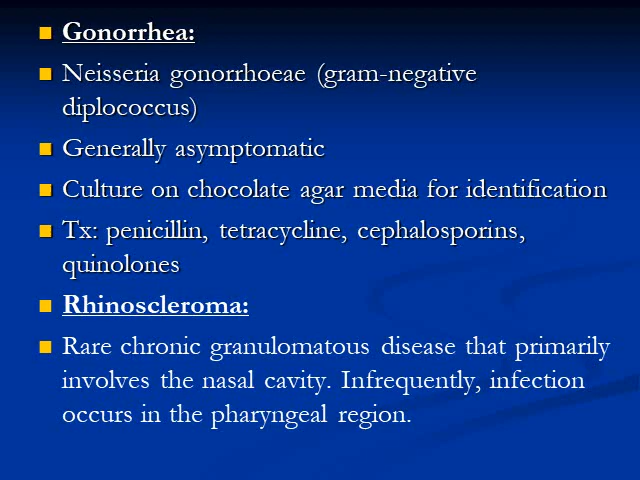 Gonorrhea:
Neisseria gonorrhoeae (gram-negative
diplococcus)
Generally asymptomatic
Culture on chocolate agar media for identification
Tx: penicillin, tetracycline, cephalosporins,
quinolones
Rhinoscleroma:
Rare chronic granulomatous disease that primarily
involves the nasal cavity. Infrequently, infection
occurs in the pharyngeal region.